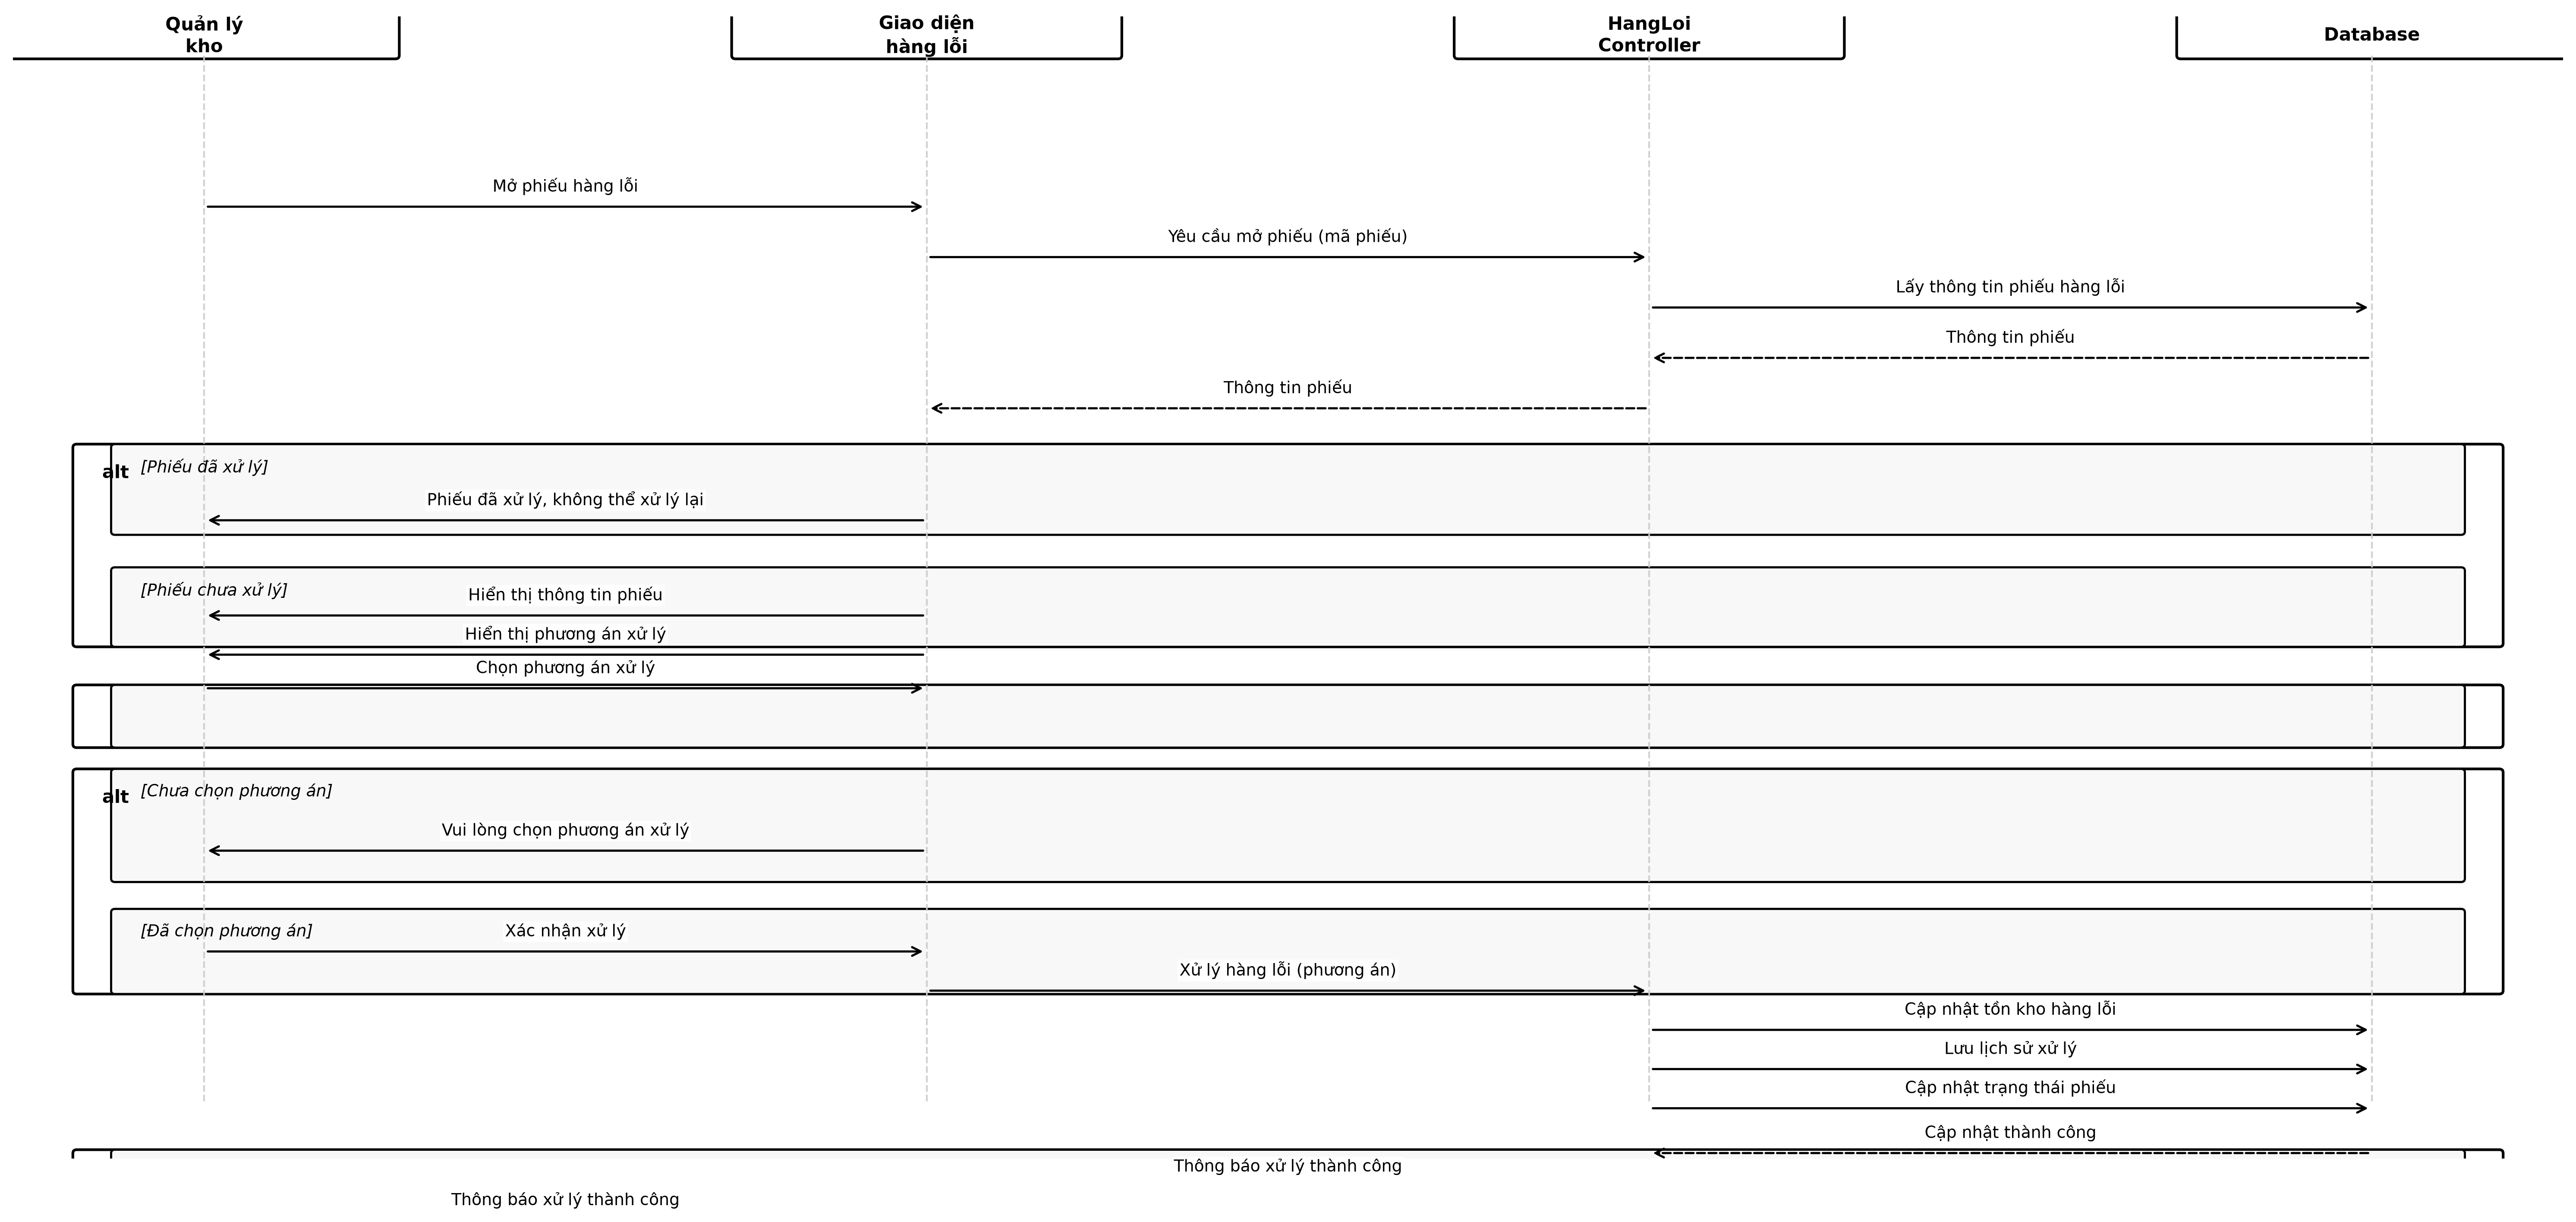 Quản lý
kho
Giao diện
hàng lỗi
HangLoi
Controller
Database
Mở phiếu hàng lỗi
Yêu cầu mở phiếu (mã phiếu)
Lấy thông tin phiếu hàng lỗi
Thông tin phiếu
Thông tin phiếu
alt
[Phiếu đã xử lý]
Phiếu đã xử lý, không thể xử lý lại
[Phiếu chưa xử lý]
Hiển thị thông tin phiếu
Hiển thị phương án xử lý
Chọn phương án xử lý
alt
[Chưa chọn phương án]
Vui lòng chọn phương án xử lý
[Đã chọn phương án]
Xác nhận xử lý
Xử lý hàng lỗi (phương án)
Cập nhật tồn kho hàng lỗi
Lưu lịch sử xử lý
Cập nhật trạng thái phiếu
Cập nhật thành công
Thông báo xử lý thành công
Thông báo xử lý thành công